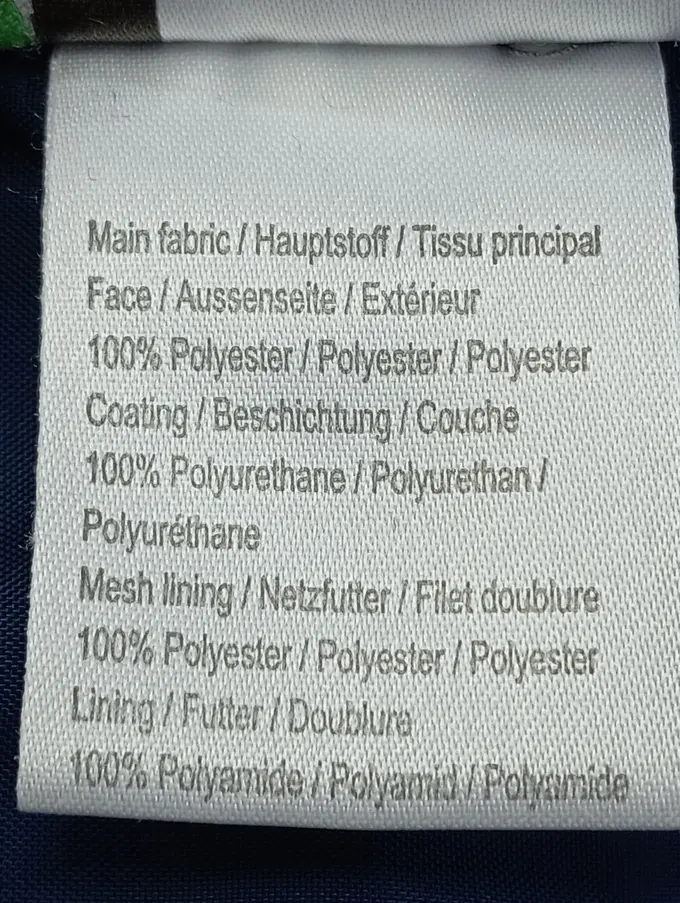 Main fabric / Hauptstoff / Tissu principal
Face / Aussenseite / Extérieur
100% Polyester / Polyester / Polyester
Coating / Beschichtung / Couche
100% Polyurethane / Polyurethan /
Polyuréthane
Mesh lining / Netzfutter / Filet doublure
100% Polyester / Polyester / Polyester
Lining / Futter / Doublure
100% Polyamide / Polyamid / Polyamide